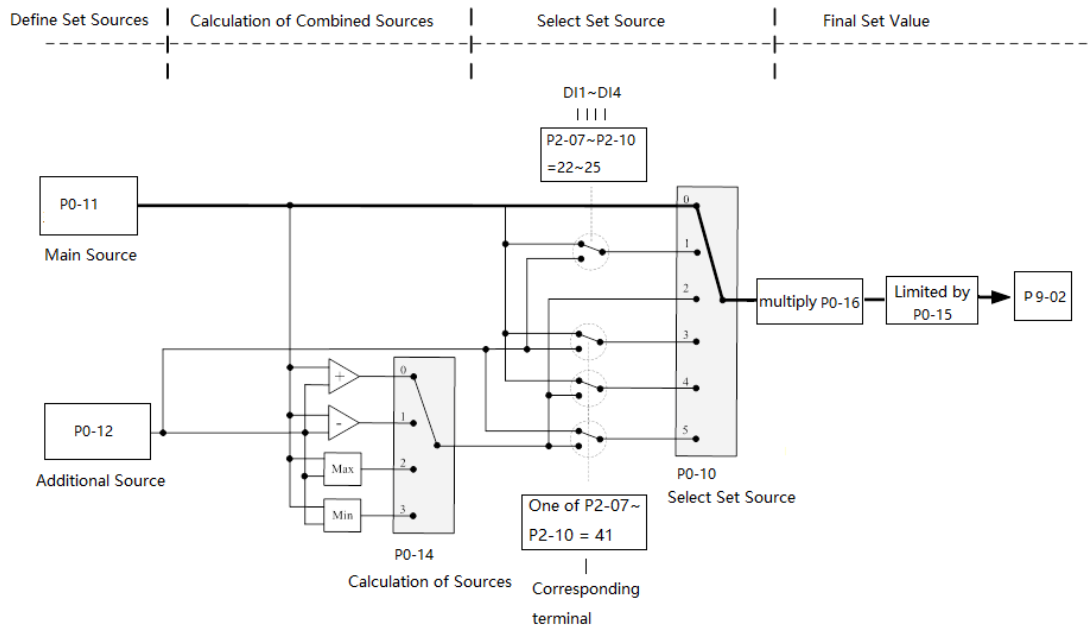 Define Set Sources
Calculation of Combined Sources
Select Set Source
Final Set Value
DI1~DI4
P2-07~P2-10
=22~25
P0-11
Main Source
0
1
2
3
4
5
multiply P0-16
Limited by
P0-15
P9-02
+
-
Max
Min
0
1
2
3
P0-12
Additional Source
P0-10
Select Set Source
One of P2-07~
P2-10 = 41
P0-14
Calculation of Sources
Corresponding
terminal